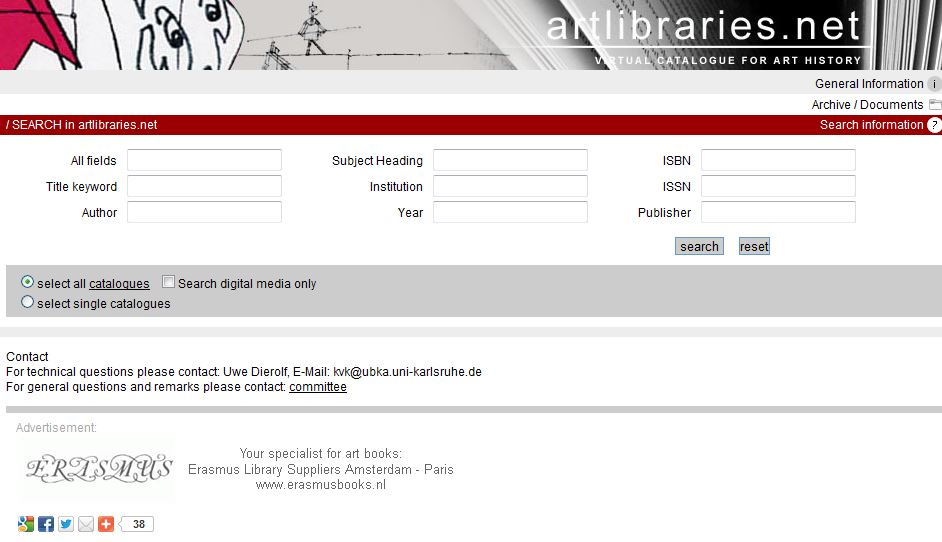 artlibraries.net
VIRTUAL CATALOGUE FOR ART HISTORY
General Information i
Archive / Documents
/ SEARCH in artlibraries.net Search information ?
All fields Subject Heading ISBN
Title keyword Institution ISSN
Author Year Publisher
search reset
select all catalogues Search digital media only
select single catalogues
Contact
For technical questions please contact: Uwe Dierolf, E-Mail: kvk@ubka.uni-karlsruhe.de
For general questions and remarks please contact: committee
Advertisement:
ERASMUS
Your specialist for art books:
Erasmus Library Suppliers Amsterdam - Paris
www.erasmusbooks.nl
38